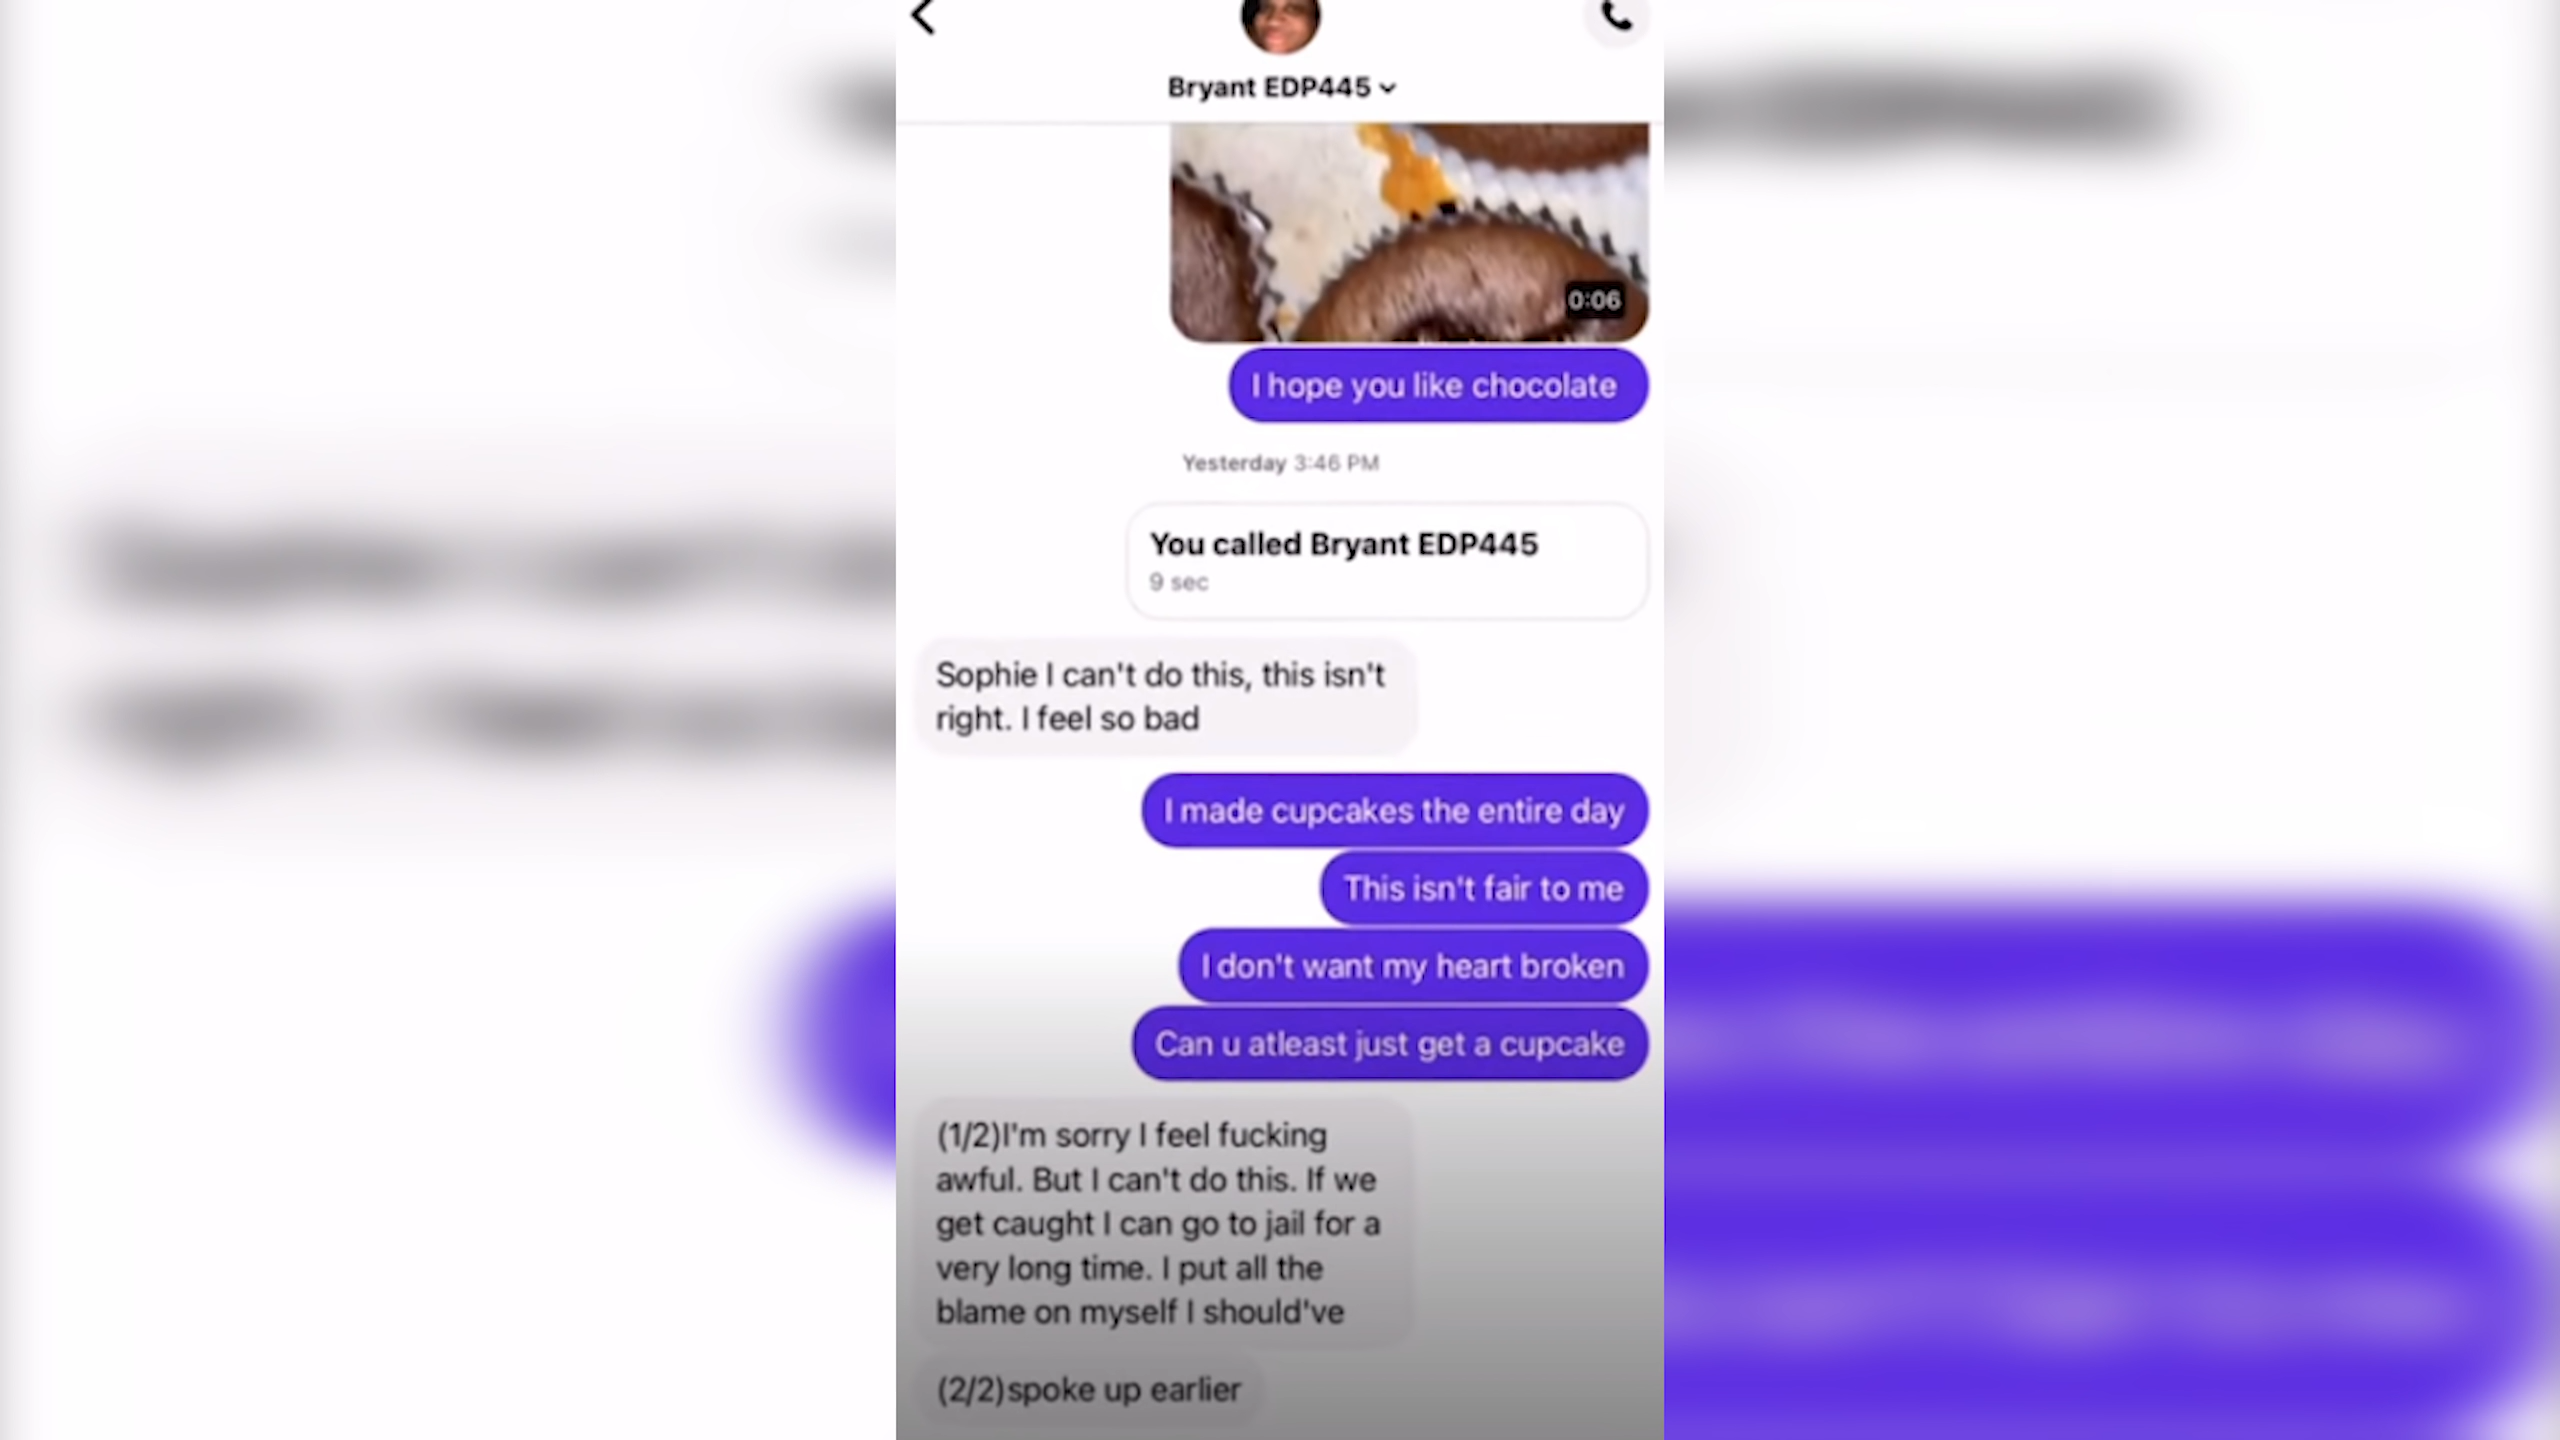 Bryant EDP445
0:06
I hope you like chocolate
Yesterday 3:46 PM
You called Bryant EDP445
9 sec
Sophie I can't do this, this isn't
right. I feel so bad
I made cupcakes the entire day
This isn't fair to me
I don't want my heart broken
Can u atleast just get a cupcake
(1/2)I'm sorry I feel fucking
awful. But I can't do this. If we
get caught I can go to jail for a
very long time. I put all the
blame on myself I should've
(2/2)spoke up earlier